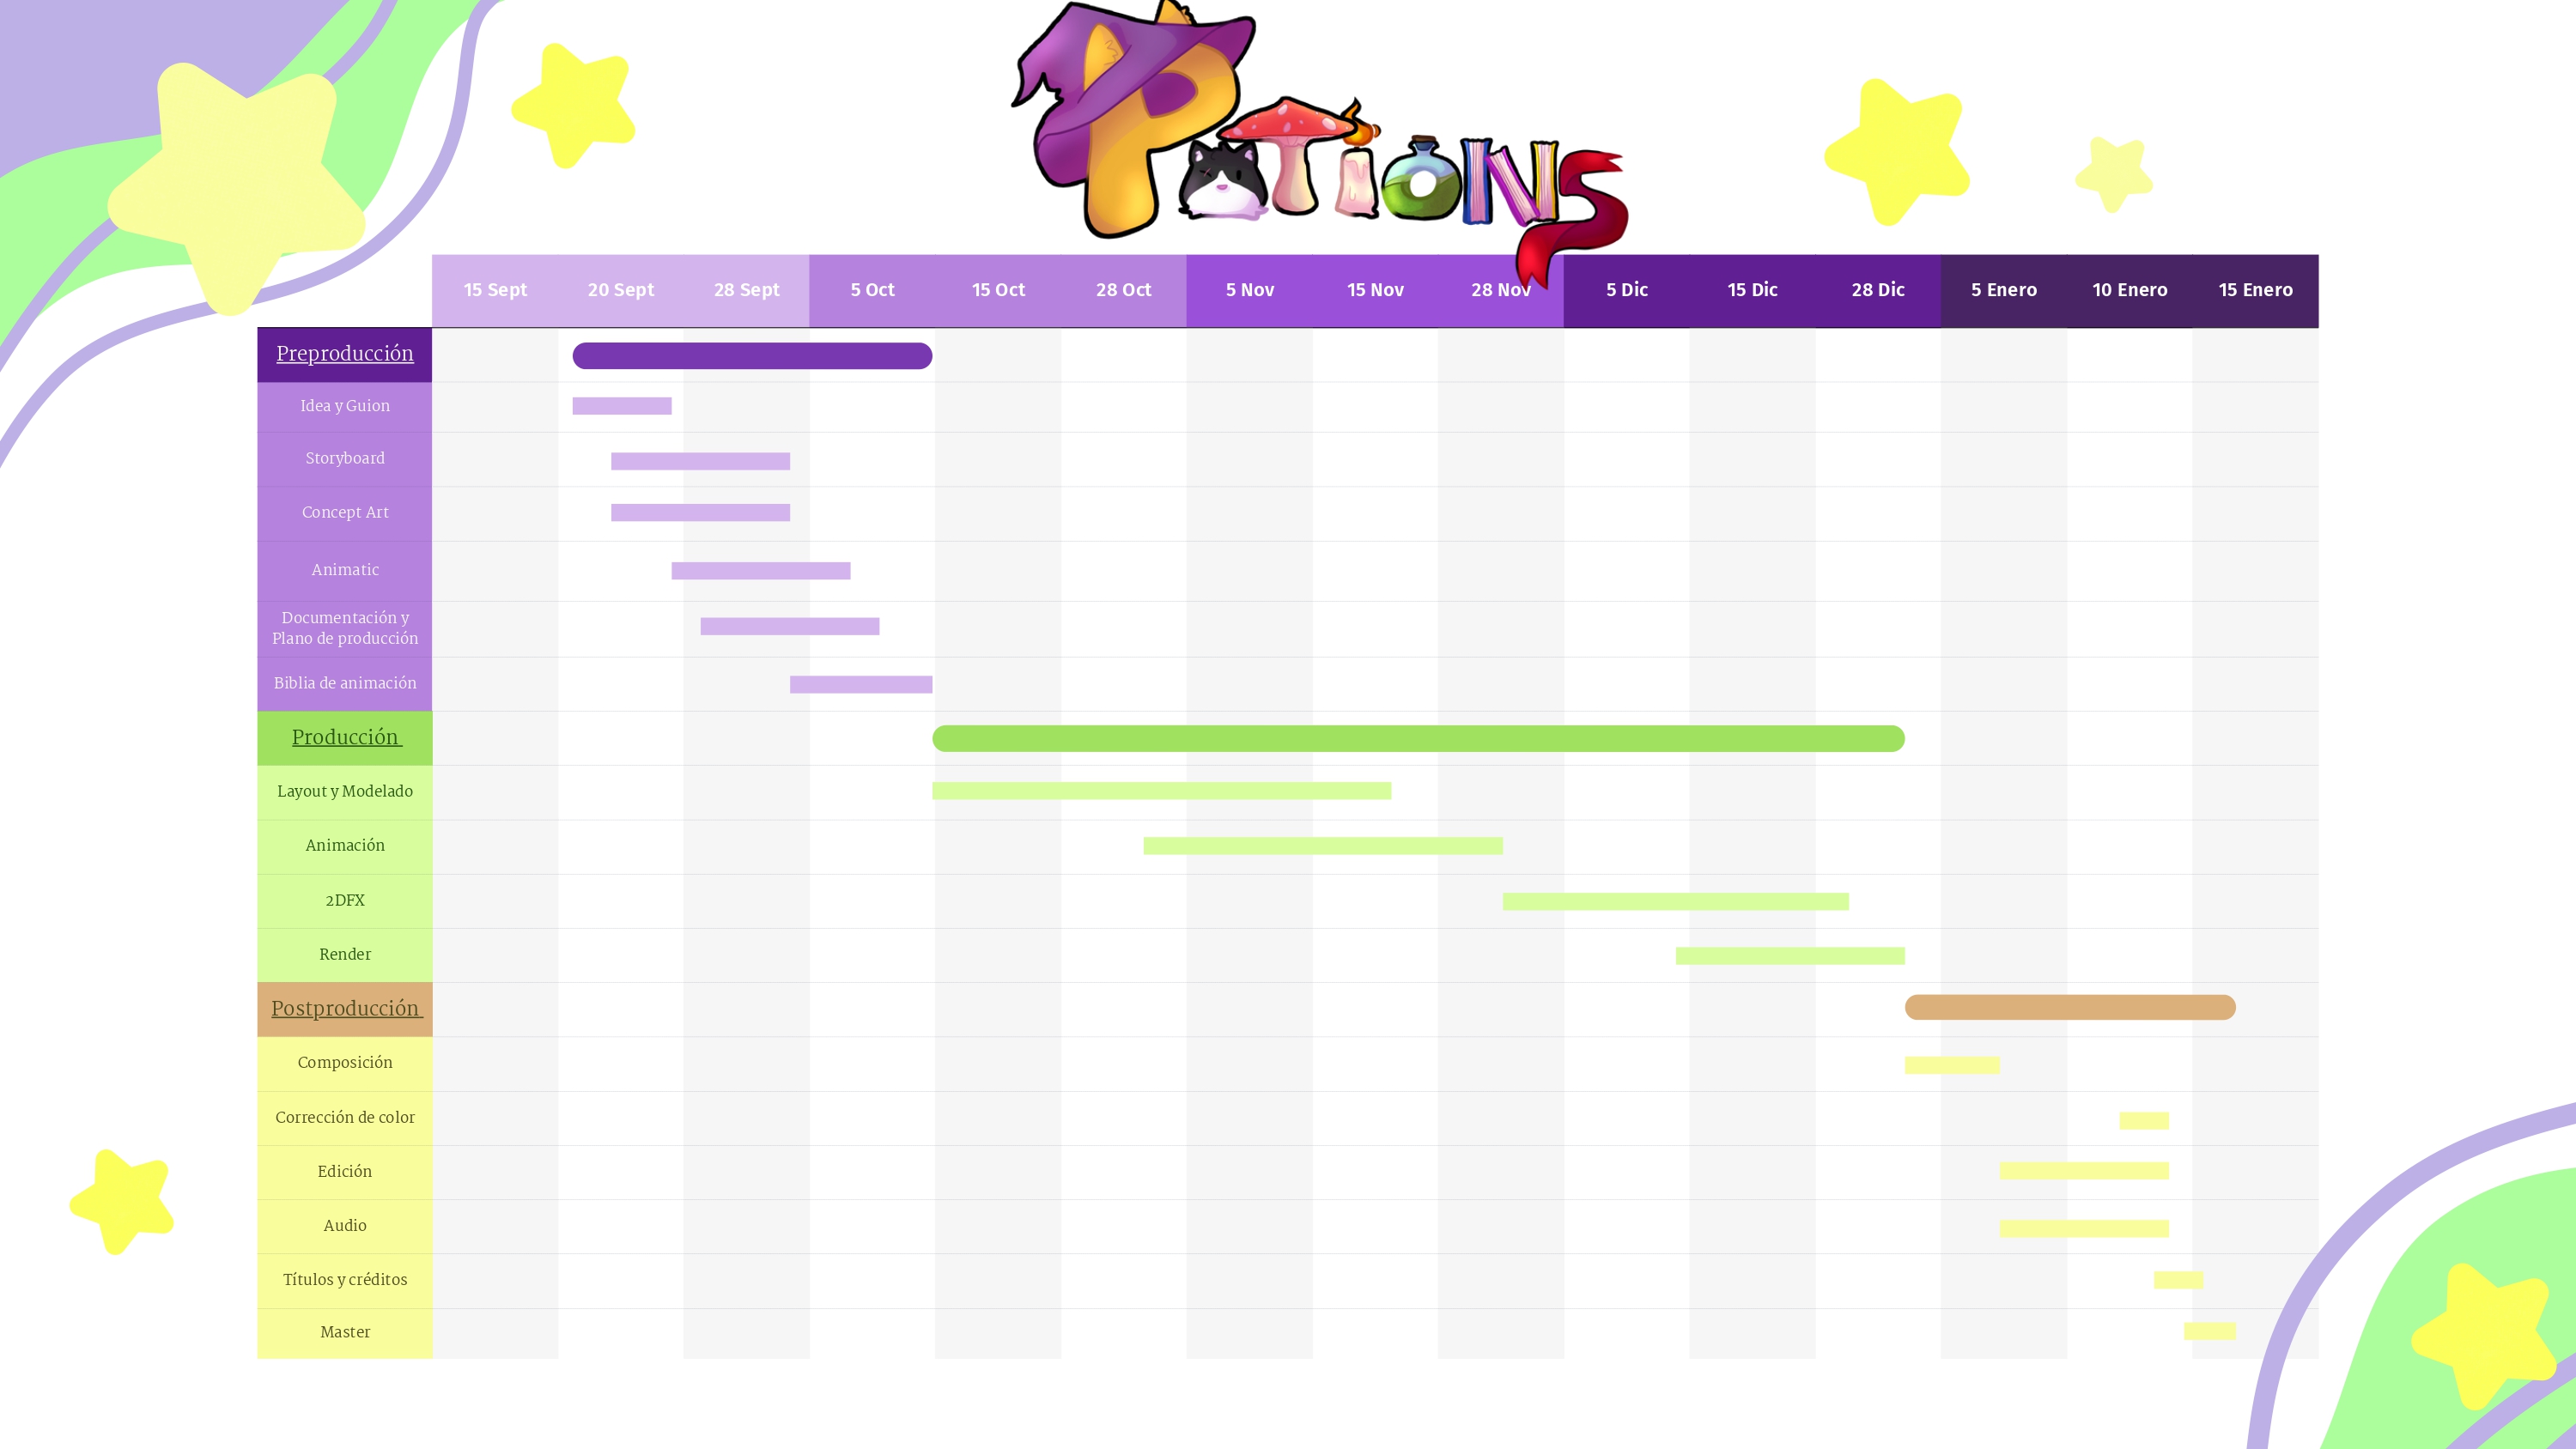 PoTioNS
15 Sept 20 Sept 28 Sept 5 Oct 15 Oct 28 Oct 5 Nov 15 Nov 28 Nov 5 Dic 15 Dic 28 Dic 5 Enero 10 Enero 15 Enero
Preproducción
Idea y Guion
Storyboard
Concept Art
Animatic
Documentación y
Plano de producción
Biblia de animación
Producción
Layout y Modelado
Animación
2DFX
Render
Postproducción
Composición
Corrección de color
Edición
Audio
Títulos y créditos
Master